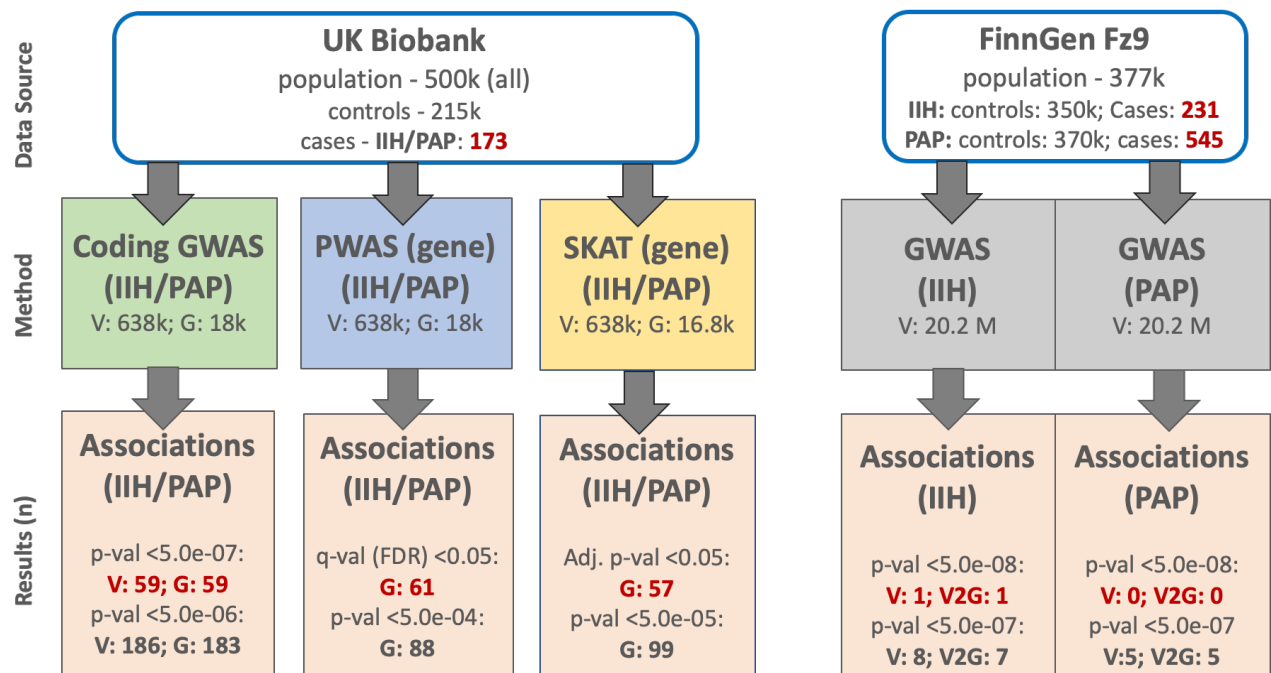 Data Source
UK Biobank
population - 500k (all)
controls - 215k
cases - IIH/PAP: 173
FinnGen Fz9
population - 377k
IIH: controls: 350k; Cases: 231
PAP: controls: 370k; cases: 545
Method
Coding GWAS
(IIH/PAP)
V: 638k; G: 18k
PWAS (gene)
(IIH/PAP)
V: 638k; G: 18k
SKAT (gene)
(IIH/PAP)
V: 638k; G: 16.8k
GWAS
(IIH)
V: 20.2 M
GWAS
(PAP)
V: 20.2 M
Results (n)
Associations
(IIH/PAP)
p-val <5.0e-07:
V: 59; G: 59
p-val <5.0e-06:
V: 186; G: 183
Associations
(IIH/PAP)
q-val (FDR) <0.05:
G: 61
p-val <5.0e-04:
G: 88
Associations
(IIH/PAP)
Adj. p-val <0.05:
G: 57
p-val <5.0e-05:
G: 99
Associations
(IIH)
p-val <5.0e-08:
V: 1; V2G: 1
p-val <5.0e-07:
V: 8; V2G: 7
Associations
(PAP)
p-val <5.0e-08:
V: 0; V2G: 0
p-val <5.0e-07
V:5; V2G: 5